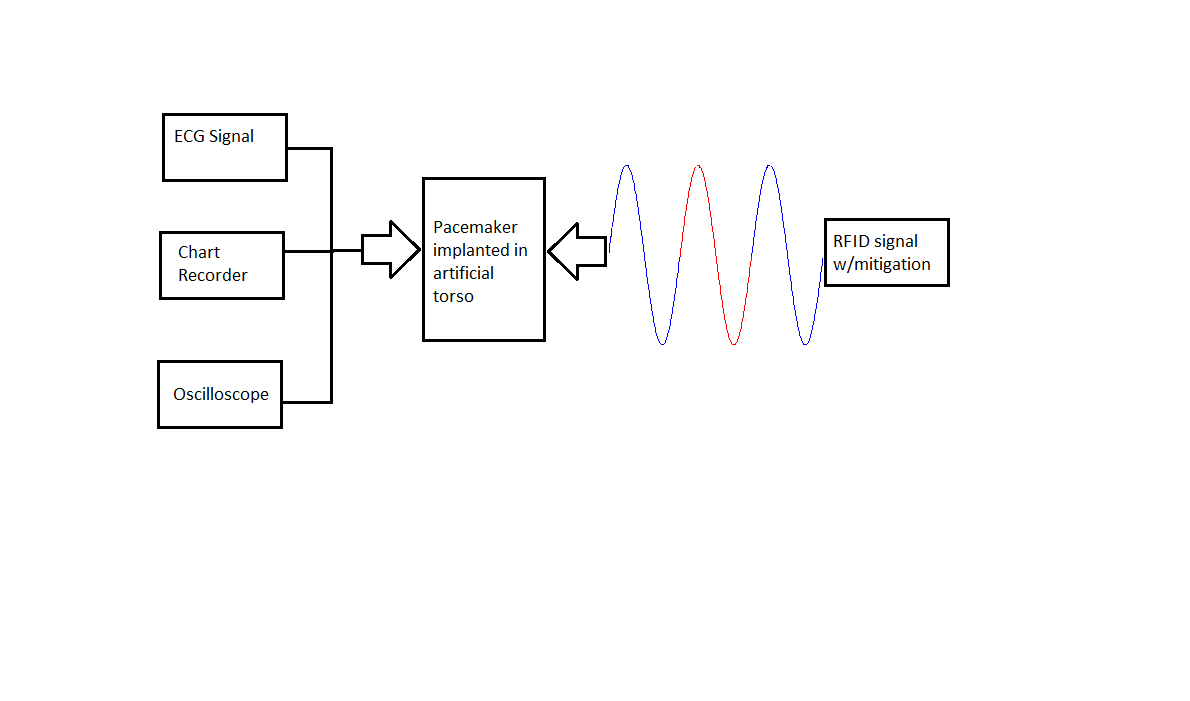 ECG Signal
Chart
Recorder
Oscilloscope
Pacemaker
implanted in
artificial
torso
RFID signal
w/mitigation